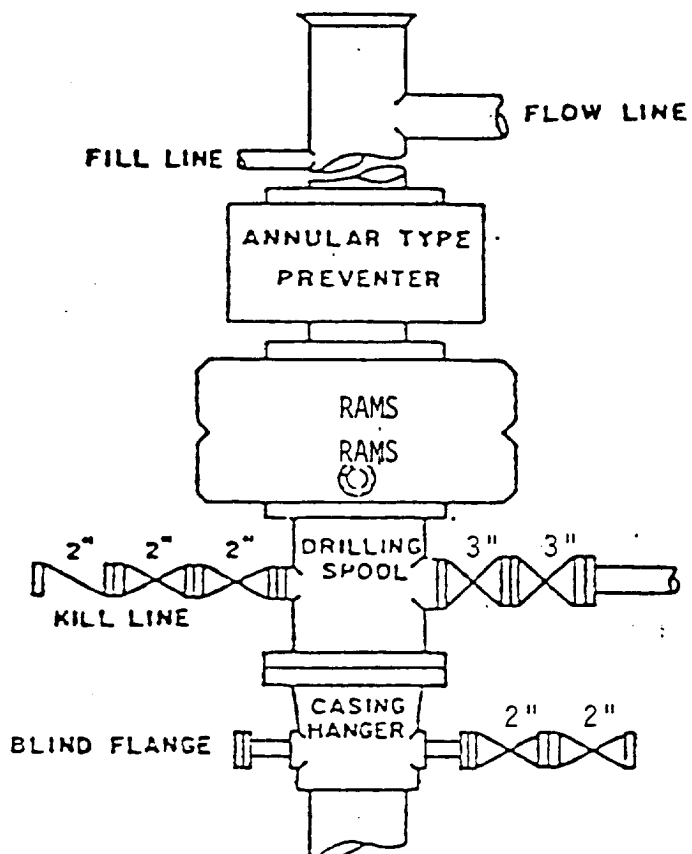 FLOW LINE
FILL LINE
ANNULAR TYPE
PREVENTER
RAMS
RAMS
2" 2" 2"
DRILLING
SPOOL
3" 3"
KILL LINE
CASING
HANGER
2" 2"
BLIND FLANGE